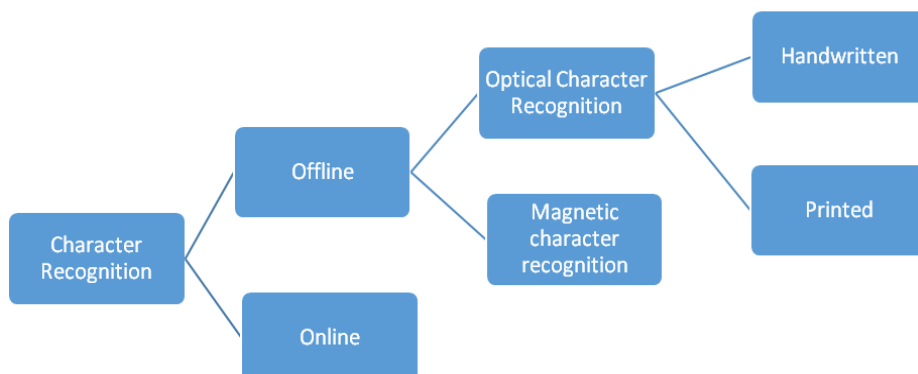 Character
Recognition
Offline
Online
Optical Character
Recognition
Magnetic
character
recognition
Handwritten
Printed